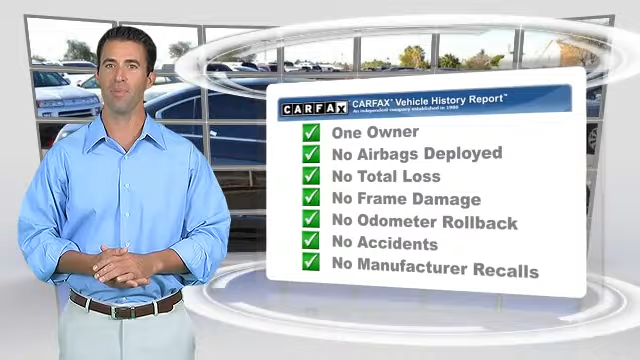 CARFAX
CARFAX Vehicle History Report™
An independent company established in 1986
One Owner
No Airbags Deployed
No Total Loss
No Frame Damage
No Odometer Rollback
No Accidents
No Manufacturer Recalls